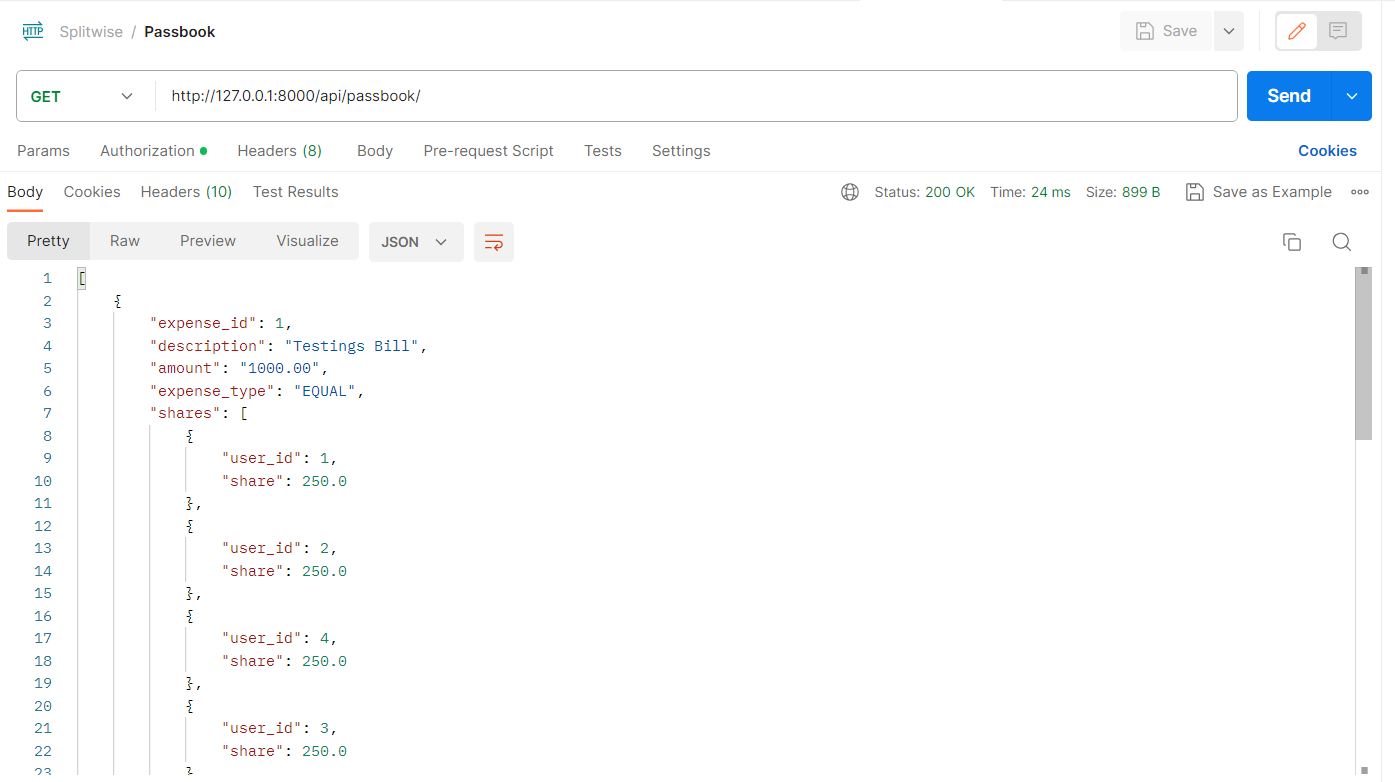 HTTP Splitwise / Passbook Save
GET http://127.0.0.1:8000/api/passbook/ Send
Params Authorization Headers (8) Body Pre-request Script Tests Settings Cookies
Body Cookies Headers (10) Test Results Status: 200 OK Time: 24 ms Size: 899 B Save as Example
Pretty Raw Preview Visualize JSON
1 [
2 {
3 "expense_id": 1,
4 "description": "Testings Bill",
5 "amount": "1000.00",
6 "expense_type": "EQUAL",
7 "shares": [
8 {
9 "user_id": 1,
10 "share": 250.0
11 },
12 {
13 "user_id": 2,
14 "share": 250.0
15 },
16 {
17 "user_id": 4,
18 "share": 250.0
19 },
20 {
21 "user_id": 3,
22 "share": 250.0
23 }